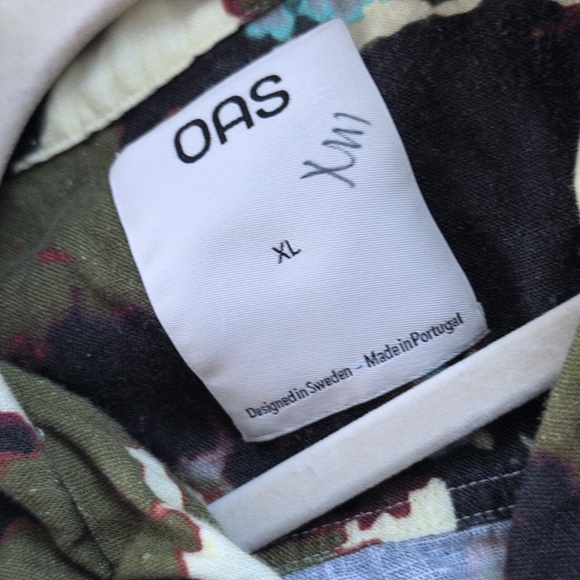 OAS
XL
Designed in Sweden – Made in Portugal